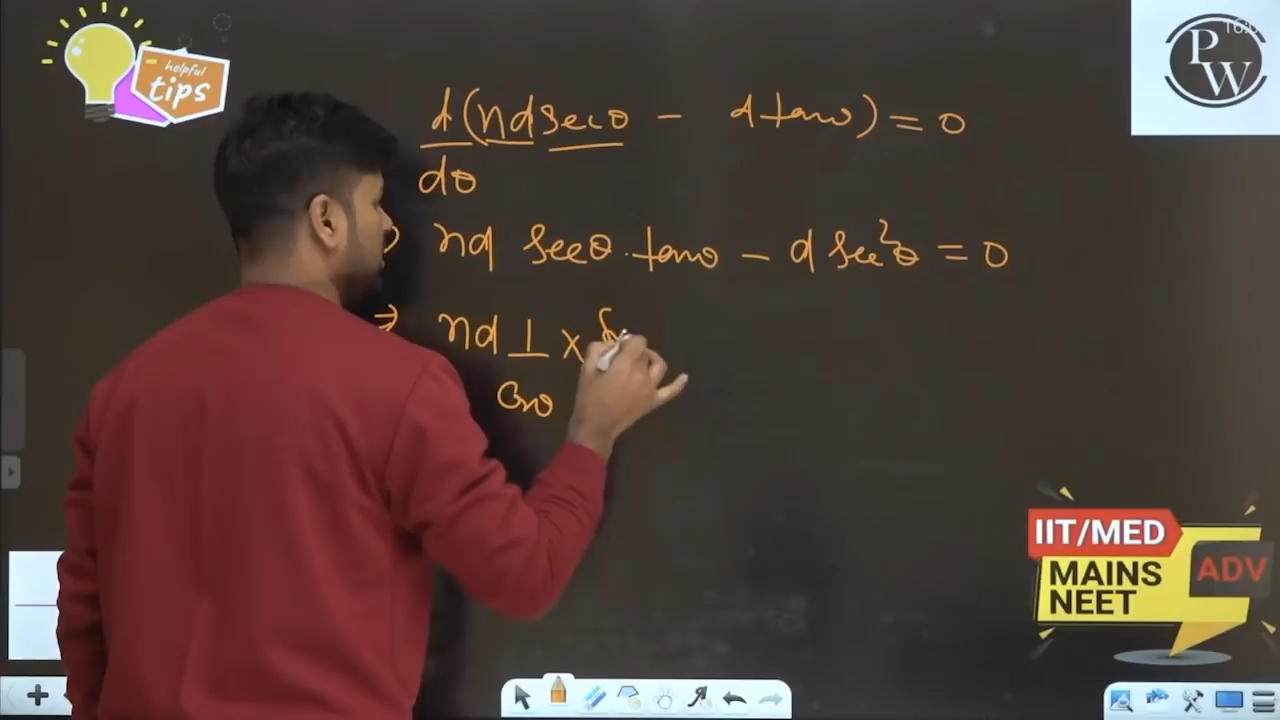 helpful
tips
PW
d(nd secθ - d tanθ) = 0
dθ
nd secθ . tanθ - d sec²θ = 0
⇒ nd 1 ×
cosθ
IIT/MED
ADV
MAINS
NEET